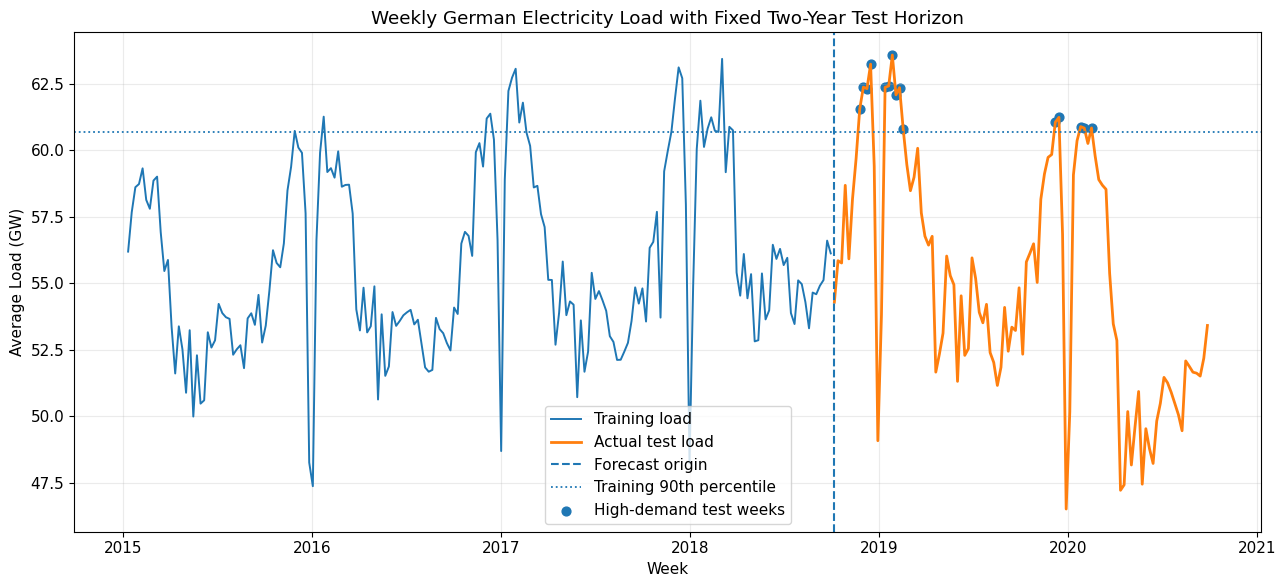 Weekly German Electricity Load with Fixed Two-Year Test Horizon
Average Load (GW)
62.5
60.0
57.5
55.0
52.5
50.0
47.5
Training load
Actual test load
Forecast origin
Training 90th percentile
High-demand test weeks
2015
2016
2017
2018
2019
2020
2021
Week